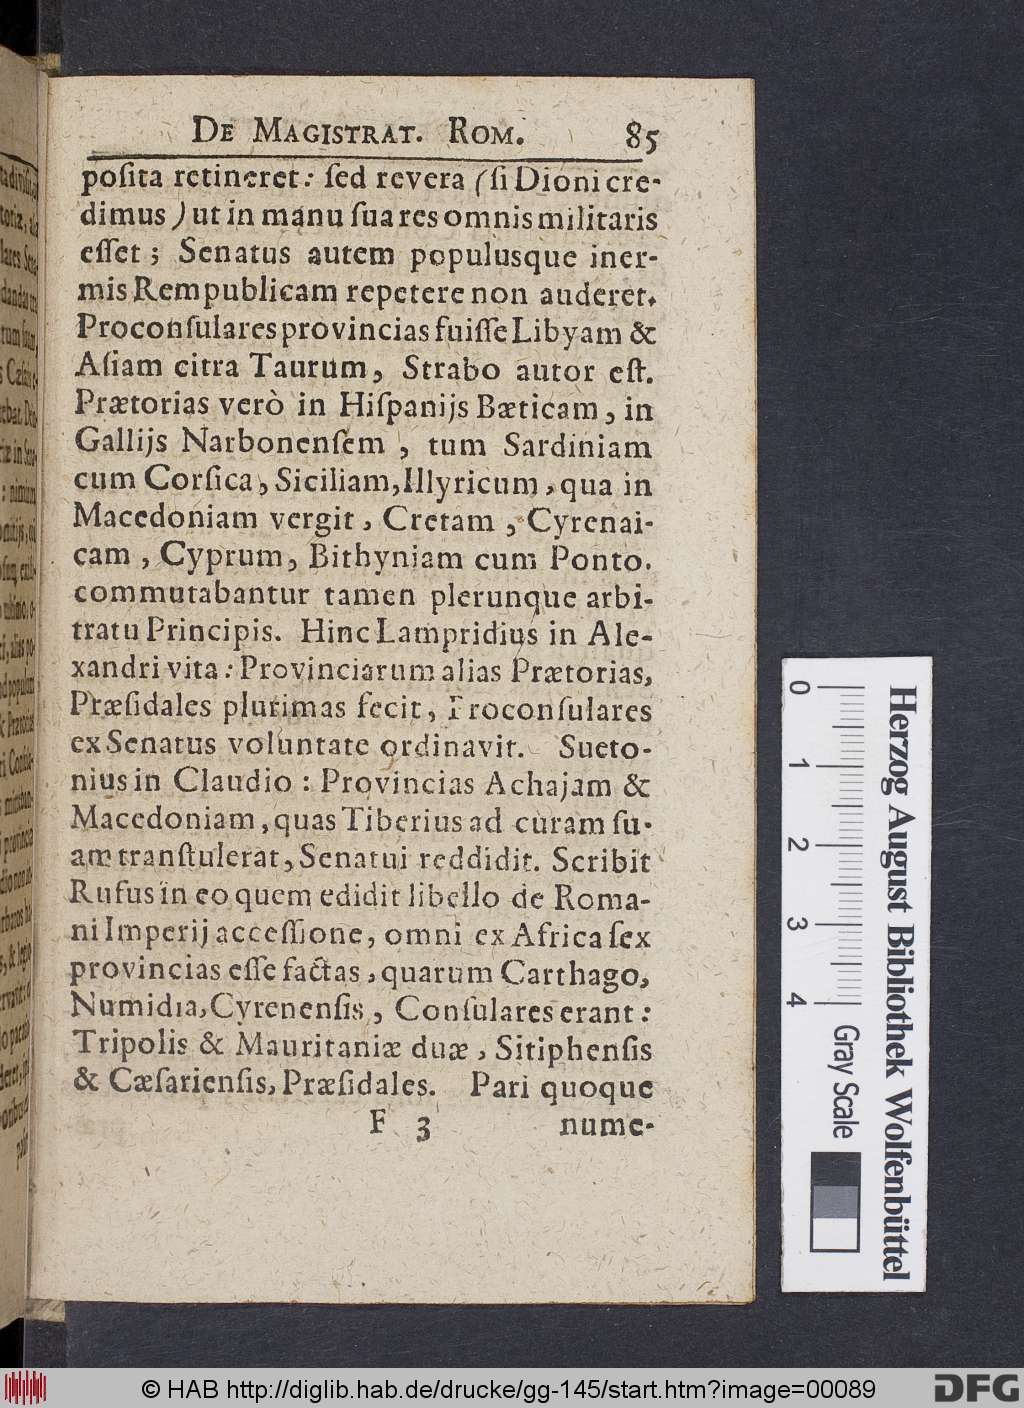 De Magistrat. Rom. 85
poſita retineret: ſed revera (ſi Dioni cre-
dimus) ut in manu ſua res omnis militaris
eſſet; Senatus autem populusque iner-
mis Rempublicam repetere non auderet.
Proconſulares provincias fuiſſe Libyam &
Aſiam citra Taurum, Strabo autor eſt.
Prætorias verò in Hiſpanijs Bæticam, in
Gallijs Narbonenſem, tum Sardiniam
cum Corſica, Siciliam, Illyricum, qua in
Macedoniam vergit, Cretam, Cyrenai-
cam, Cyprum, Bithyniam cum Ponto.
commutabantur tamen plerunque arbi-
tratu Principis. Hinc Lampridius in Ale-
xandri vita: Provinciarum alias Prætorias,
Præſidales plurimas fecit, Proconſulares
ex Senatus voluntate ordinavit. Sueto-
nius in Claudio: Provincias Achajam &
Macedoniam, quas Tiberius ad curam ſu-
am tranſtulerat, Senatui reddidit. Scribit
Rufus in eo quem edidit libello de Roma-
ni Imperij acceſſione, omni ex Africa ſex
provincias eſſe factas, quarum Carthago,
Numidia, Cyrenenſis, Conſulares erant:
Tripolis & Mauritaniæ duæ, Sitiphenſis
& Cæſarienſis, Præſidales. Pari quoque
F 3 nume-
0 1 2 3 4
Gray Scale
Herzog August Bibliothek Wolfenbüttel
© HAB http://diglib.hab.de/drucke/gg-145/start.htm?image=00089
DFG